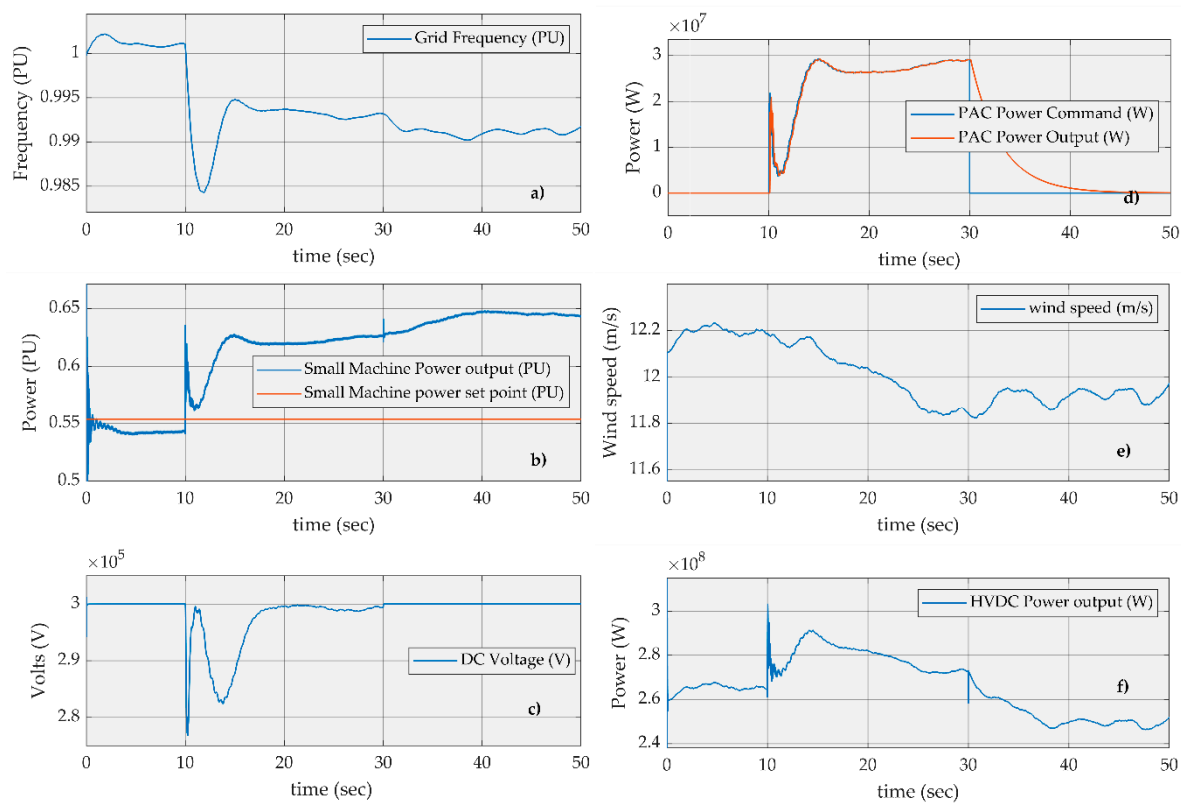 Grid Frequency (PU)
Frequency (PU)
1
0.995
0.99
0.985
a)
0 10 20 30 40 50
time (sec)
×10⁷
PAC Power Command (W)
PAC Power Output (W)
Power (W)
3
2
1
0
d)
0 10 20 30 40 50
time (sec)
Small Machine Power output (PU)
Small Machine power set point (PU)
Power (PU)
0.65
0.6
0.55
0.5
b)
0 10 20 30 40 50
time (sec)
wind speed (m/s)
Wind speed (m/s)
12.2
12
11.8
11.6
e)
0 10 20 30 40 50
time (sec)
×10⁵
DC Voltage (V)
Volts (V)
3
2.9
2.8
c)
0 10 20 30 40 50
time (sec)
×10⁸
HVDC Power output (W)
Power (W)
3
2.8
2.6
2.4
f)
0 10 20 30 40 50
time (sec)